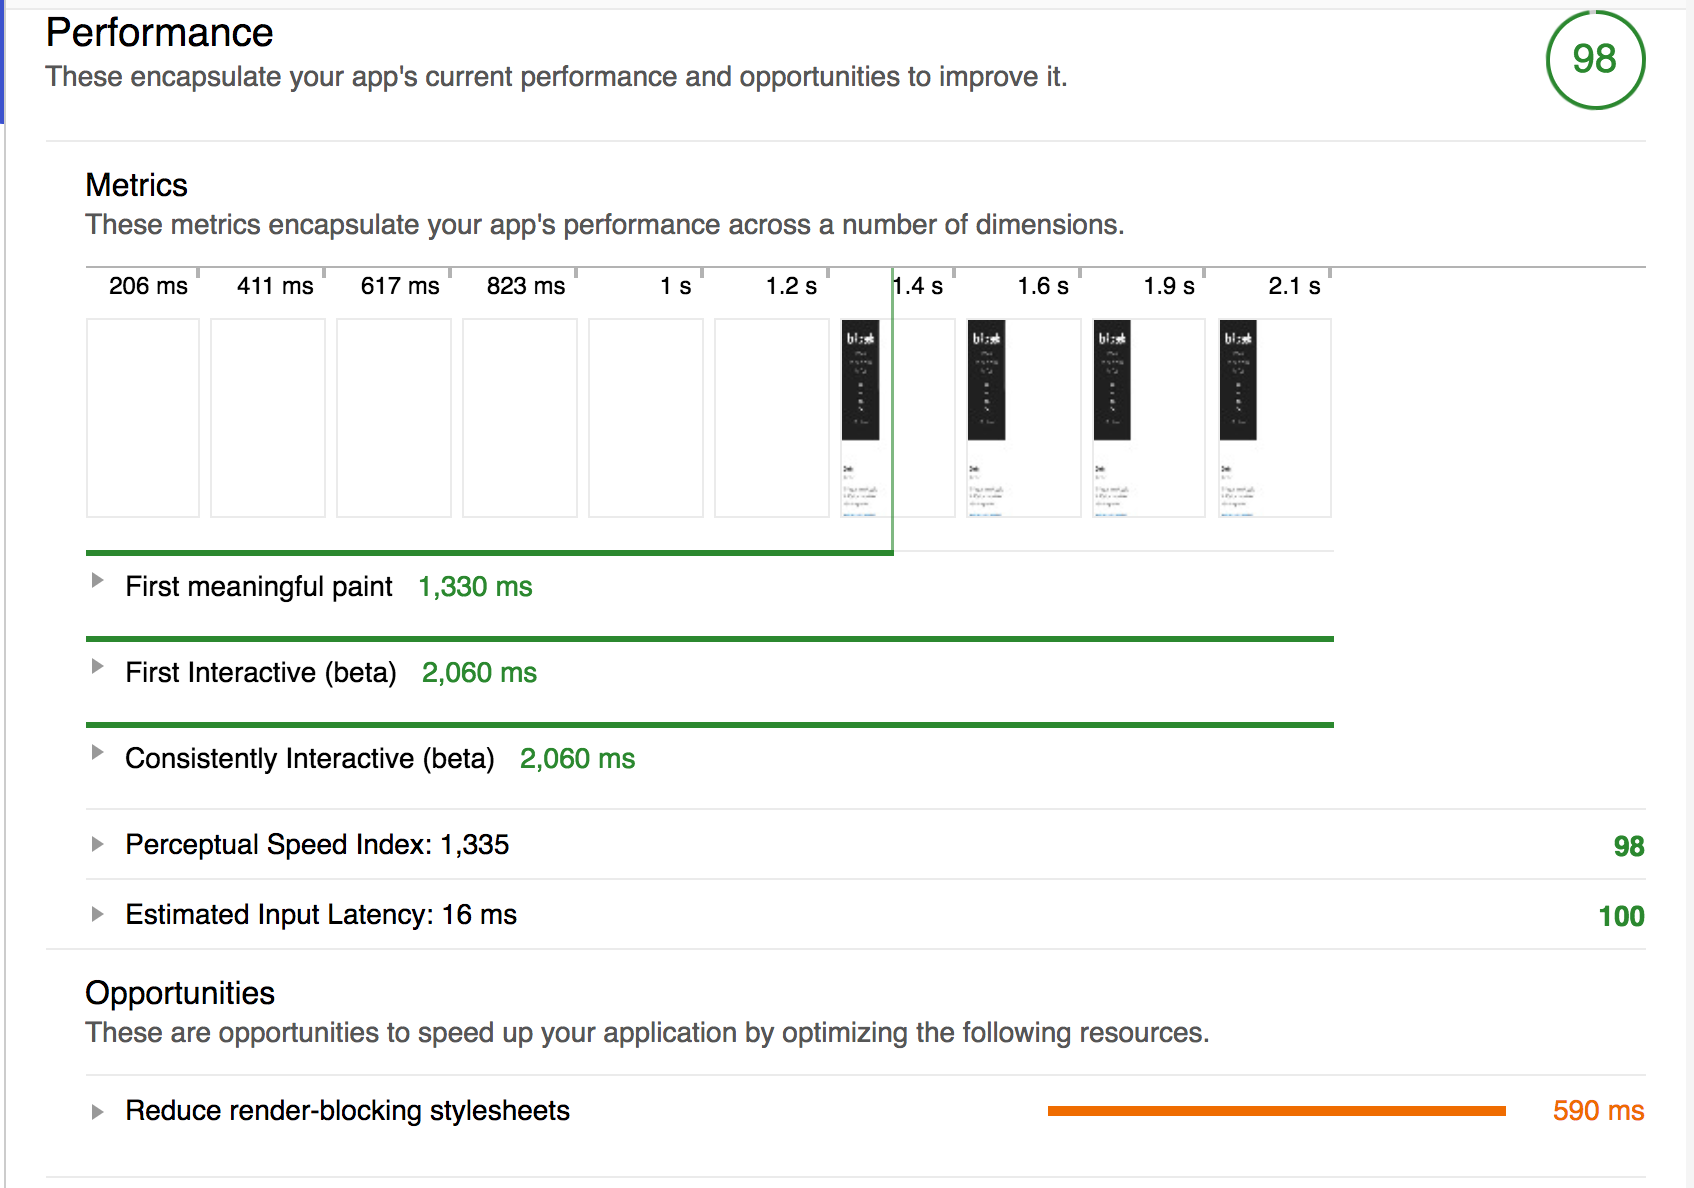 Performance
These encapsulate your app's current performance and opportunities to improve it.
98
Metrics
These metrics encapsulate your app's performance across a number of dimensions.
206 ms 411 ms 617 ms 823 ms 1 s 1.2 s 1.4 s 1.6 s 1.9 s 2.1 s
First meaningful paint 1,330 ms
First Interactive (beta) 2,060 ms
Consistently Interactive (beta) 2,060 ms
Perceptual Speed Index: 1,335 98
Estimated Input Latency: 16 ms 100
Opportunities
These are opportunities to speed up your application by optimizing the following resources.
Reduce render-blocking stylesheets 590 ms